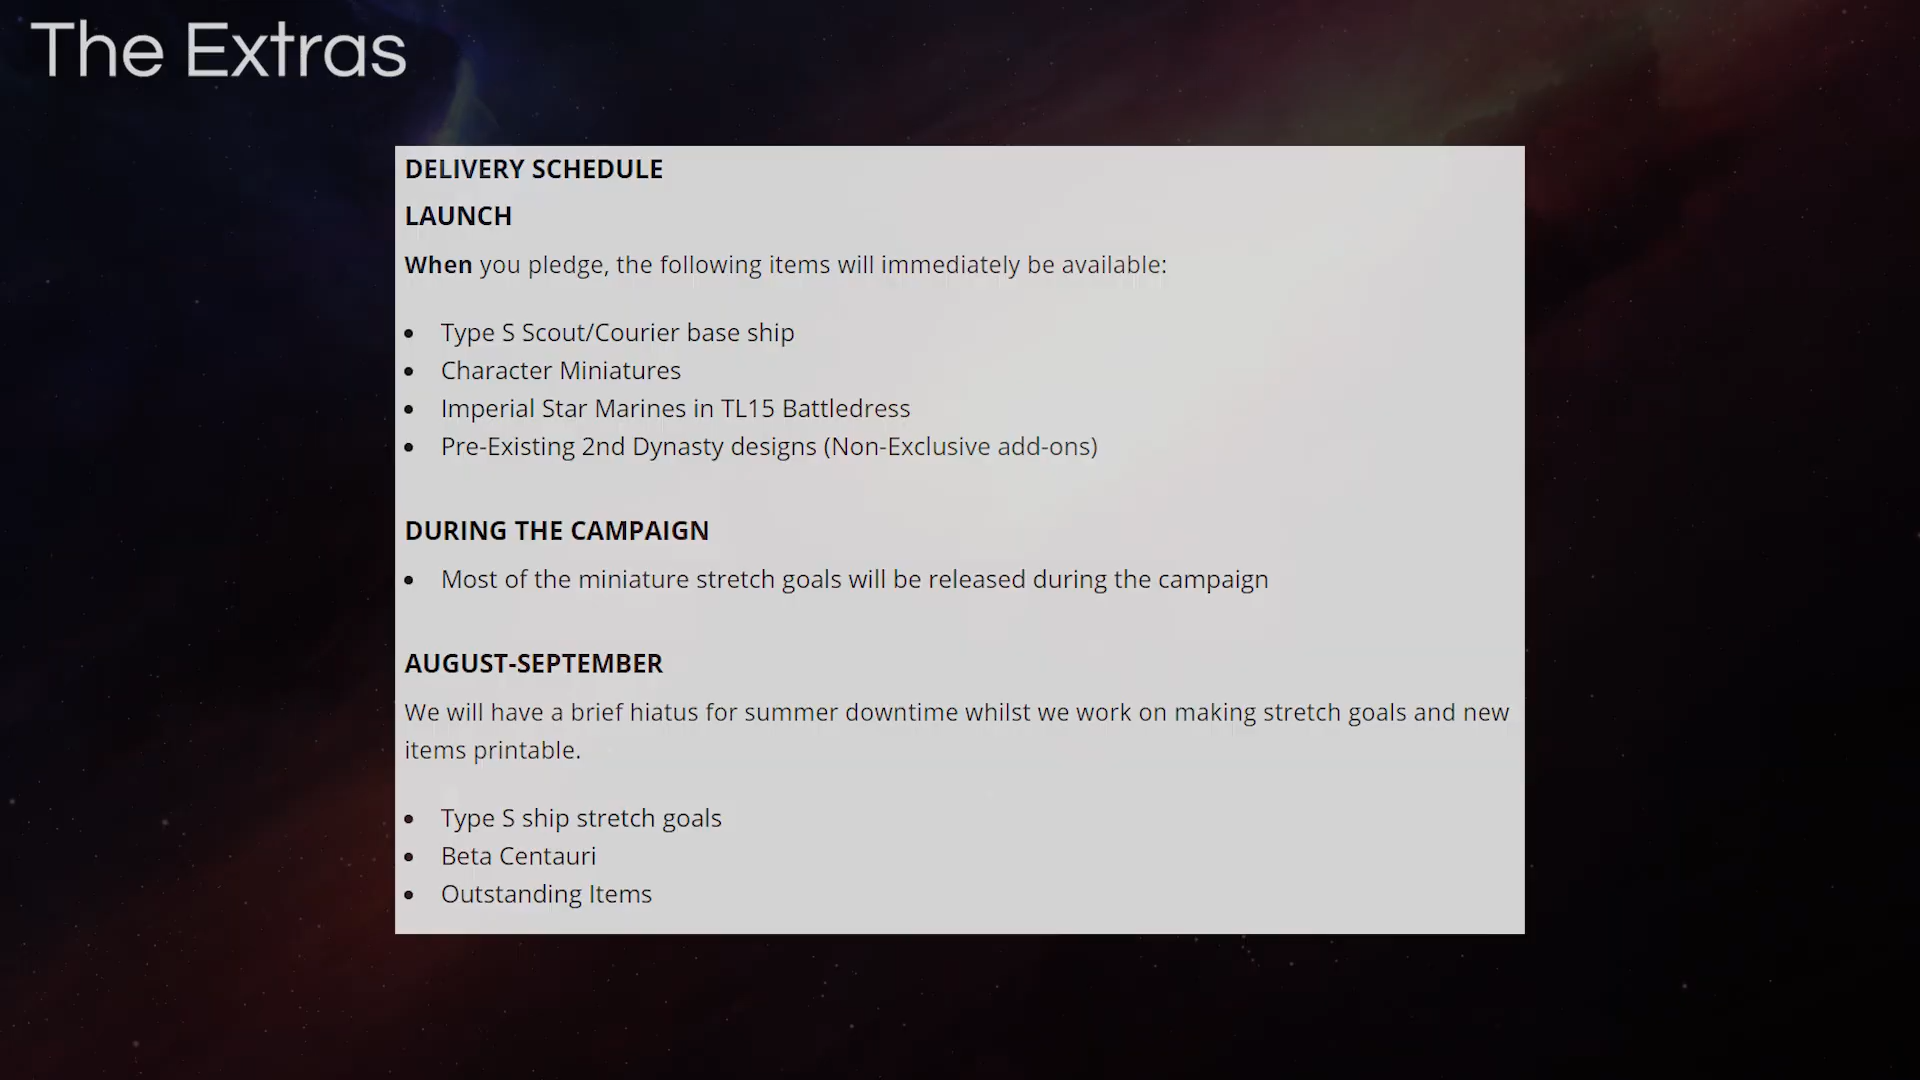 The Extras
DELIVERY SCHEDULE
LAUNCH
When you pledge, the following items will immediately be available:
• Type S Scout/Courier base ship
• Character Miniatures
• Imperial Star Marines in TL15 Battledress
• Pre-Existing 2nd Dynasty designs (Non-Exclusive add-ons)
DURING THE CAMPAIGN
• Most of the miniature stretch goals will be released during the campaign
AUGUST-SEPTEMBER
We will have a brief hiatus for summer downtime whilst we work on making stretch goals and new
items printable.
• Type S ship stretch goals
• Beta Centauri
• Outstanding Items